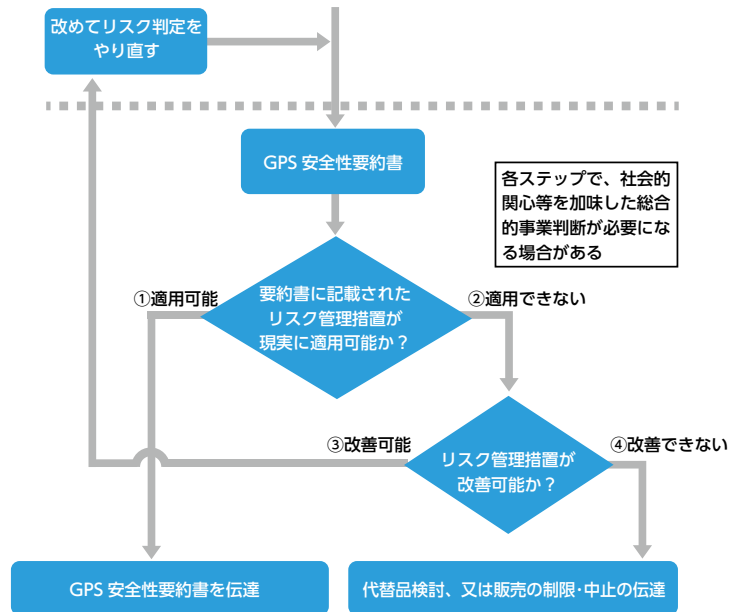 改めてリスク判定を
やり直す
GPS 安全性要約書
各ステップで、社会的
関心等を加味した総合
的事業判断が必要にな
る場合がある
①適用可能
要約書に記載された
リスク管理措置が
現実に適用可能か？
②適用できない
③改善可能
リスク管理措置が
改善可能か？
④改善できない
GPS 安全性要約書を伝達
代替品検討、又は販売の制限･中止の伝達